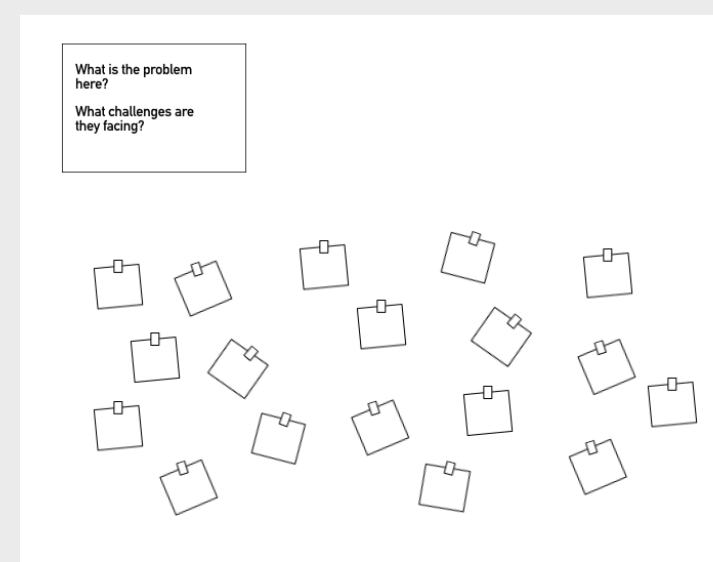 What is the problem
here?
What challenges are
they facing?